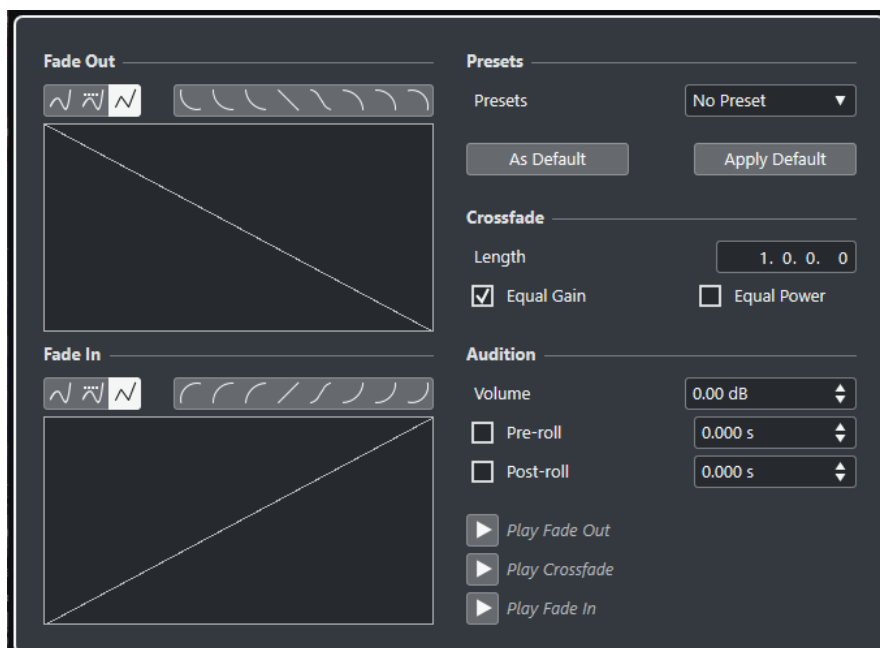 Fade Out
Presets
Presets
No Preset
As Default
Apply Default
Crossfade
Length
1. 0. 0. 0
Equal Gain
Equal Power
Fade In
Audition
Volume
0.00 dB
Pre-roll
0.000 s
Post-roll
0.000 s
Play Fade Out
Play Crossfade
Play Fade In